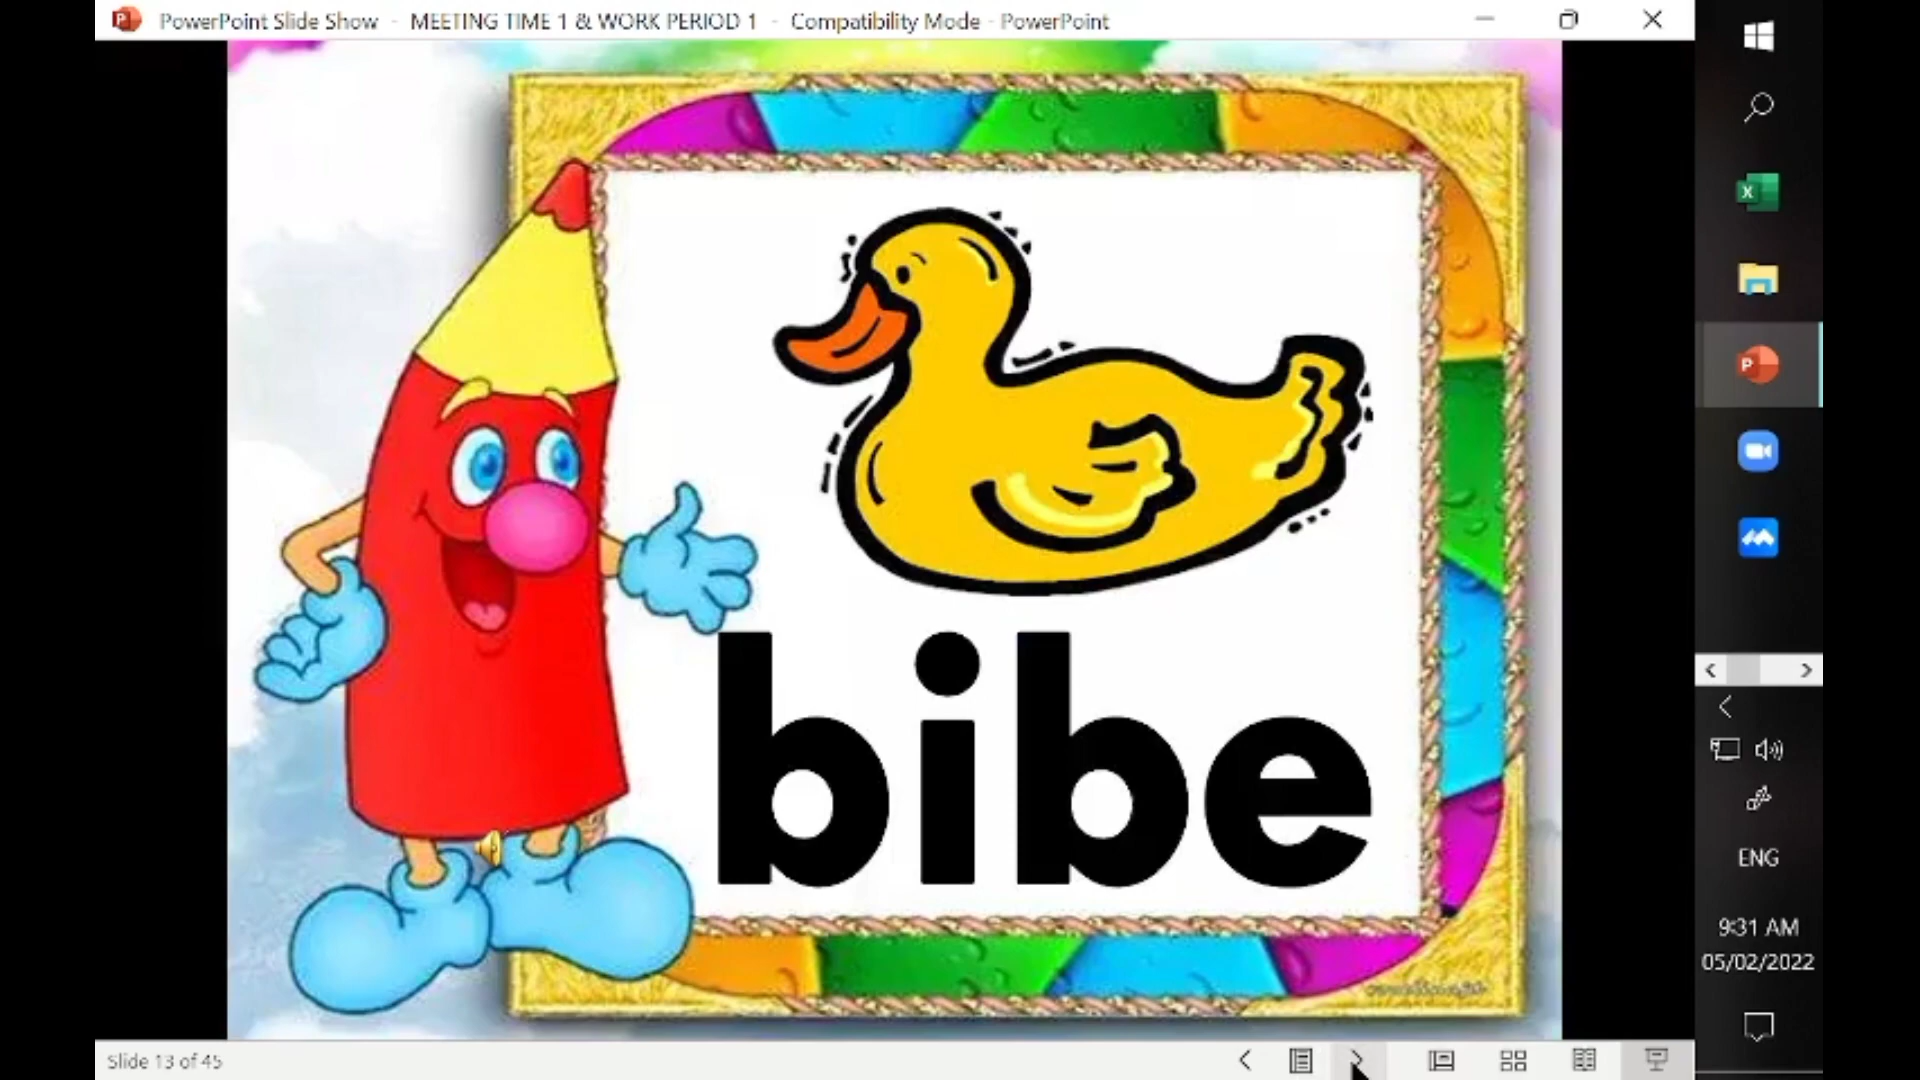 PowerPoint Slide Show - MEETING TIME 1 & WORK PERIOD 1 - Compatibility Mode - PowerPoint
bibe
Slide 13 of 45
ENG
9:31 AM
05/02/2022